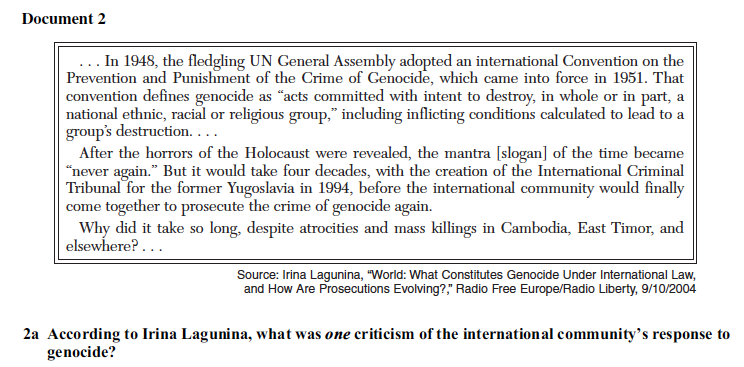 Document 2
. . . In 1948, the fledgling UN General Assembly adopted an international Convention on the
Prevention and Punishment of the Crime of Genocide, which came into force in 1951. That
convention defines genocide as “acts committed with intent to destroy, in whole or in part, a
national ethnic, racial or religious group,” including inflicting conditions calculated to lead to a
group’s destruction. . . .
After the horrors of the Holocaust were revealed, the mantra [slogan] of the time became
“never again.” But it would take four decades, with the creation of the International Criminal
Tribunal for the former Yugoslavia in 1994, before the international community would finally
come together to prosecute the crime of genocide again.
Why did it take so long, despite atrocities and mass killings in Cambodia, East Timor, and
elsewhere? . . .
Source: Irina Lagunina, “World: What Constitutes Genocide Under International Law,
and How Are Prosecutions Evolving?,” Radio Free Europe/Radio Liberty, 9/10/2004
2a According to Irina Lagunina, what was one criticism of the international community’s response to
genocide?